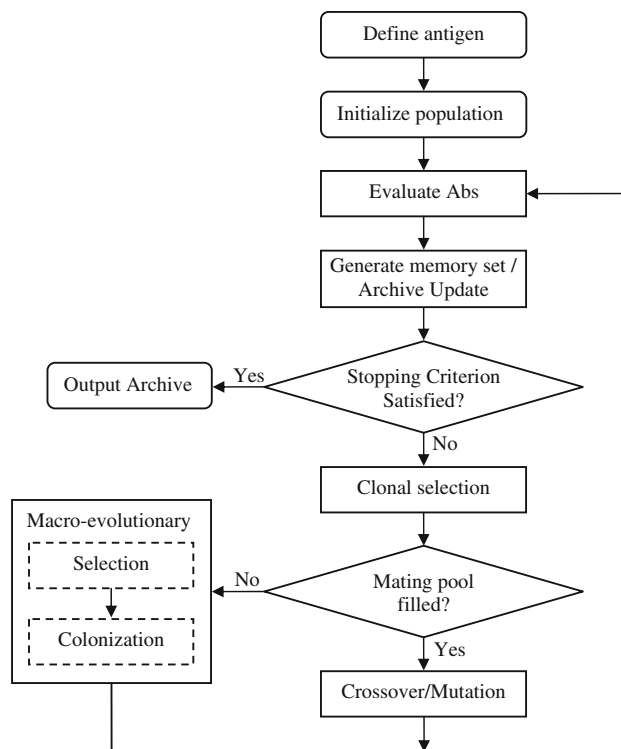 Define antigen
Initialize population
Evaluate Abs
Generate memory set /
Archive Update
Stopping Criterion
Satisfied?
Yes
Output Archive
No
Clonal selection
Mating pool
filled?
No
Macro-evolutionary
Selection
Colonization
Yes
Crossover/Mutation